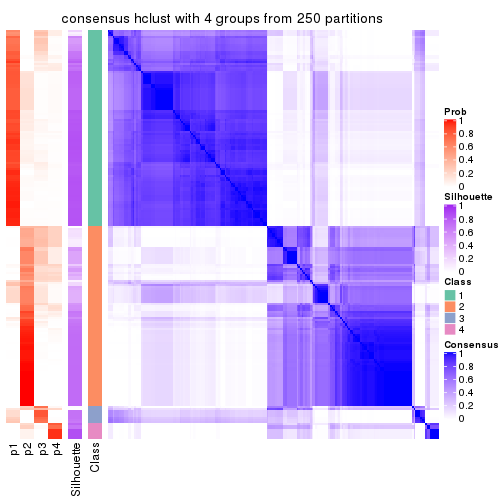 consensus hclust with 4 groups from 250 partitions
Prob
1
0.8
0.6
0.4
0.2
0
Silhouette
1
0.8
0.6
0.4
0.2
0
Class
1
2
3
4
Consensus
1
0.8
0.6
0.4
0.2
0
p1
p2
p3
p4
Silhouette
Class